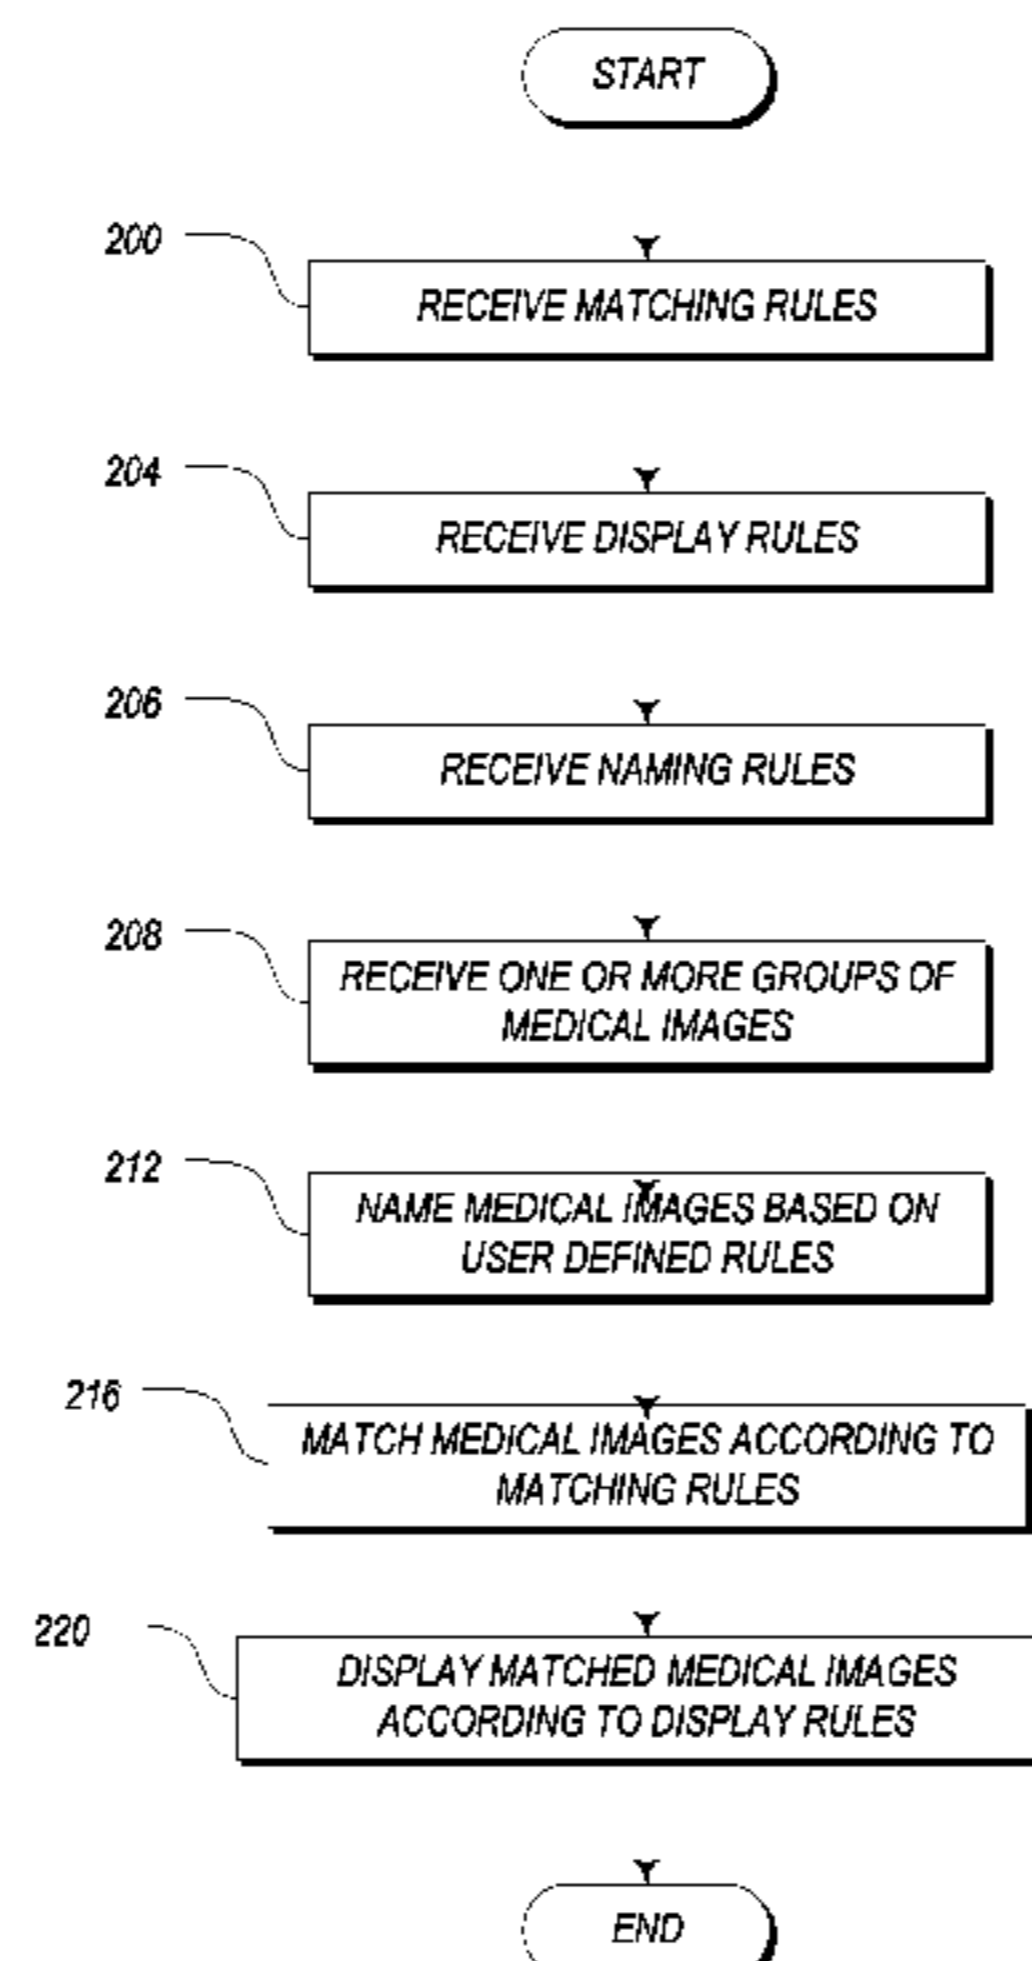 START
200
RECEIVE MATCHING RULES
204
RECEIVE DISPLAY RULES
206
RECEIVE NAMING RULES
208
RECEIVE ONE OR MORE GROUPS OF
MEDICAL IMAGES
212
NAME MEDICAL IMAGES BASED ON
USER DEFINED RULES
216
MATCH MEDICAL IMAGES ACCORDING TO
MATCHING RULES
220
DISPLAY MATCHED MEDICAL IMAGES
ACCORDING TO DISPLAY RULES
END